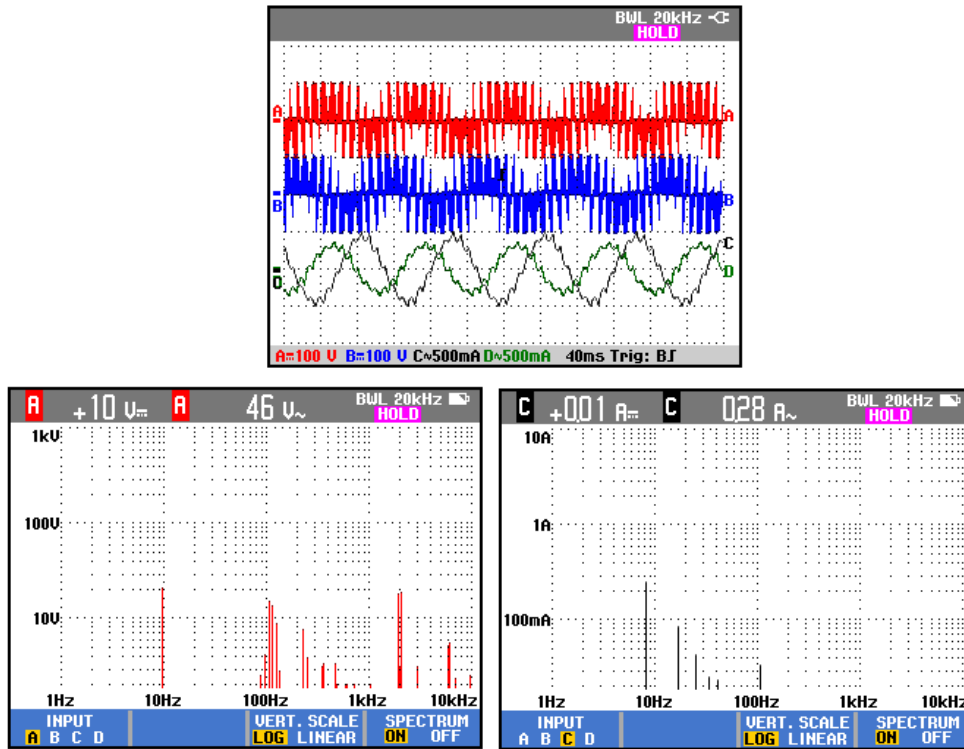 BWL 20kHz
HOLD
A
A
B
B
C
D
D
A=100 V B=100 V C~500mA D~500mA 40ms Trig: B∫
A +10 V A 46 V~ BWL 20kHz
HOLD
1kV
100V
10V
1Hz 10Hz 100Hz 1kHz 10kHz
INPUT VERT. SCALE SPECTRUM
A B C D LOG LINEAR ON OFF
C +0.01 A C 0.28 A~ BWL 20kHz
HOLD
10A
1A
100mA
1Hz 10Hz 100Hz 1kHz 10kHz
INPUT VERT. SCALE SPECTRUM
A B C D LOG LINEAR ON OFF